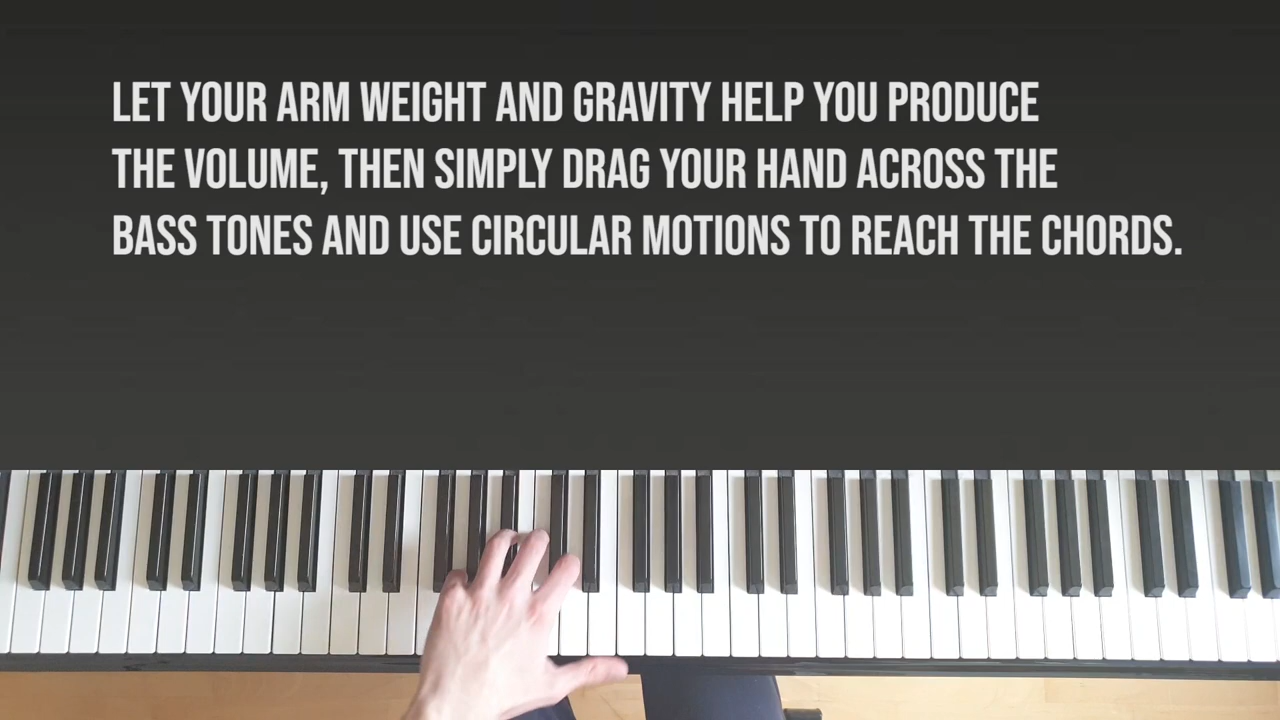 LET YOUR ARM WEIGHT AND GRAVITY HELP YOU PRODUCE
THE VOLUME, THEN SIMPLY DRAG YOUR HAND ACROSS THE
BASS TONES AND USE CIRCULAR MOTIONS TO REACH THE CHORDS.